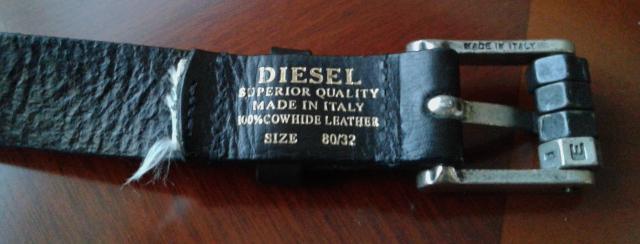 DIESEL
SUPERIOR QUALITY
MADE IN ITALY
100%COWHIDE LEATHER
SIZE 80/32
MADE IN ITALY
I E